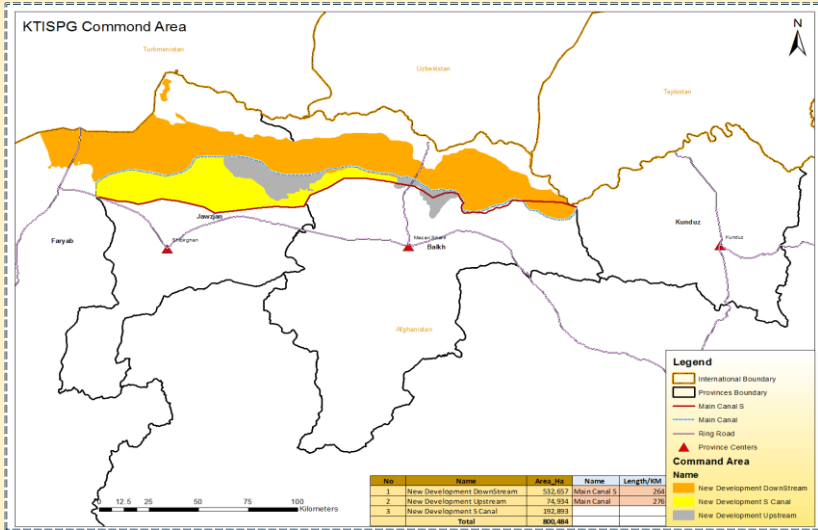 KTISPG Commond Area
N
Turkmenistan
Uzbekistan
Tajikistan
Jawzjan
Faryab
Shibirghan
Balkh
Kunduz
Kunduz
Afghanistan
Legend
International Boundary
Provinces Boundary
Main Canal S
Main Canal
Ring Road
Province Centers
Command Area
Name
New Development DownStream
New Development S Canal
New Development Upstream
0 12.5 25 50 75 100
Kilometers
No Name Area_Ha Name Length/KM
1 New Development DownStream 532,657 Main Canal S 264
2 New Development Upstream 74,934 Main Canal 276
3 New Development S Canal 192,893
Total 800,484